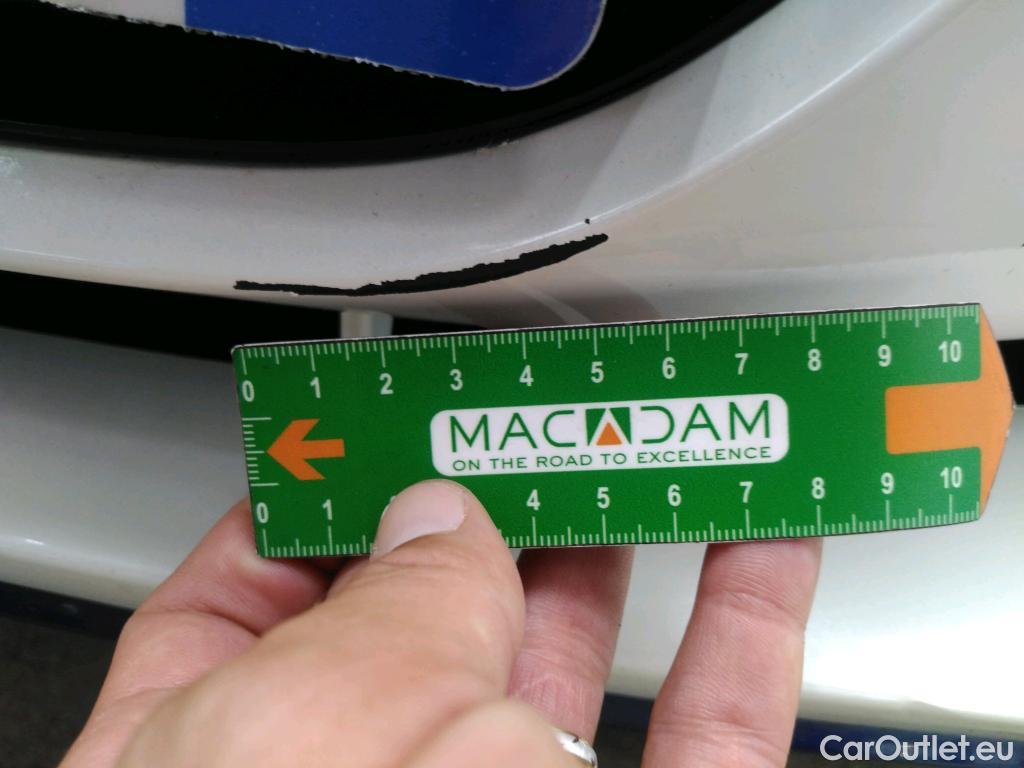 0 1 2 3 4 5 6 7 8 9 10
MACADAM
ON THE ROAD TO EXCELLENCE
0 1 4 5 6 7 8 9 10
CarOutlet.eu